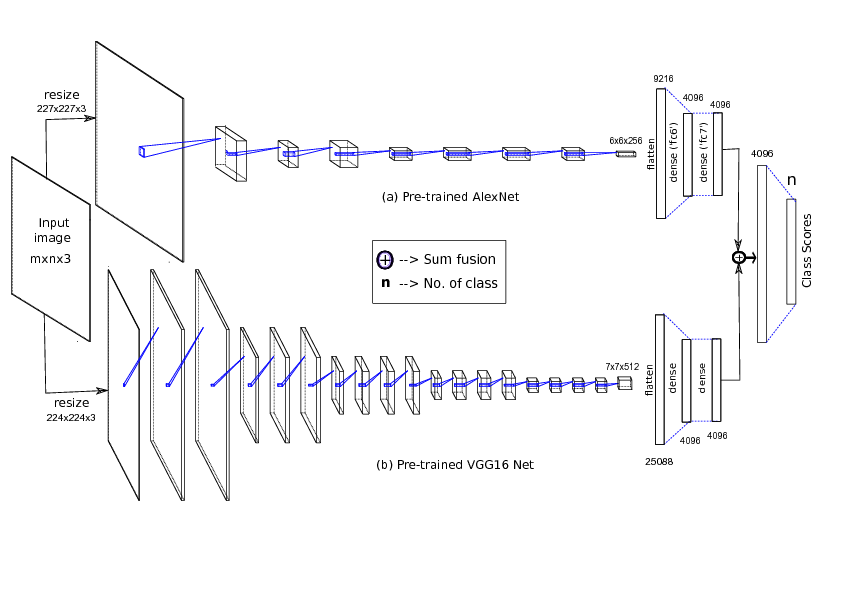 resize
227x227x3
Input
image
mxnx3
resize
224x224x3
6x6x256
flatten
9216
dense ('fc6')
4096
dense ('fc7')
4096
(a) Pre-trained AlexNet
+ --> Sum fusion
n --> No. of class
7x7x512
flatten
25088
dense
4096
dense
4096
(b) Pre-trained VGG16 Net
+
4096
n
Class Scores